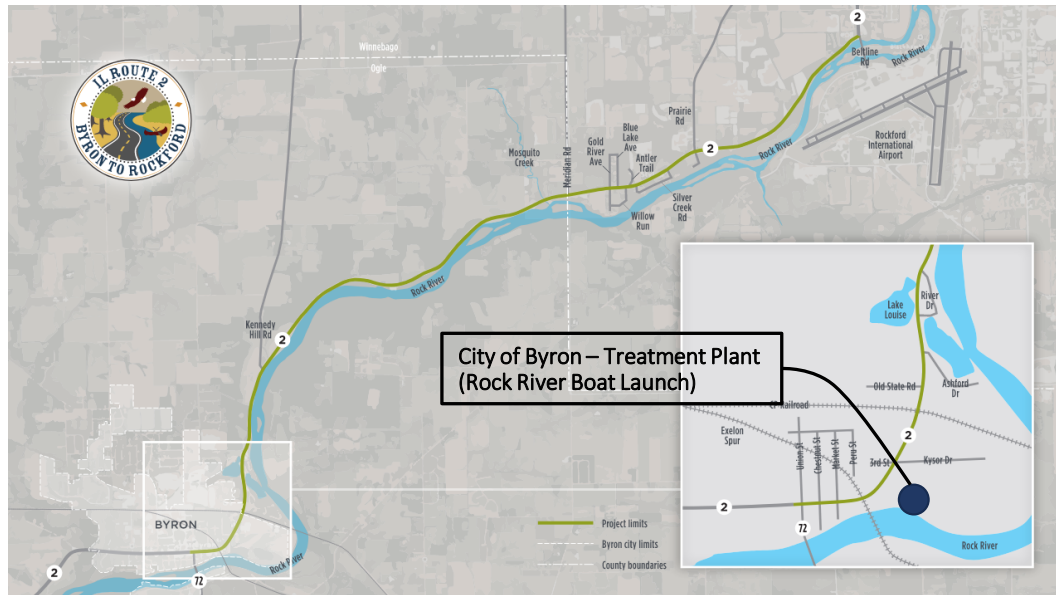 IL ROUTE 2
BYRON TO ROCKFORD
Winnebago
Ogle
2
Beltline
Rd
Rock River
Prairie
Rd
Rockford
International
Airport
Blue
Lake
Ave
Gold
River
Ave
Antler
Trail
2
Rock River
Mosquito
Creek
Meridian Rd
Silver
Creek
Rd
Willow
Run
Rock River
Kennedy
Hill Rd
2
City of Byron – Treatment Plant
(Rock River Boat Launch)
Lake
Louise
River
Dr
Old State Rd
Ashford
Dr
CP Railroad
Exelon
Spur
2
Union St
Chestnut St
Market St
Peru St
3rd St
Kysor Dr
2
72
Rock River
BYRON
Rock River
2
72
Project limits
Byron city limits
County boundaries